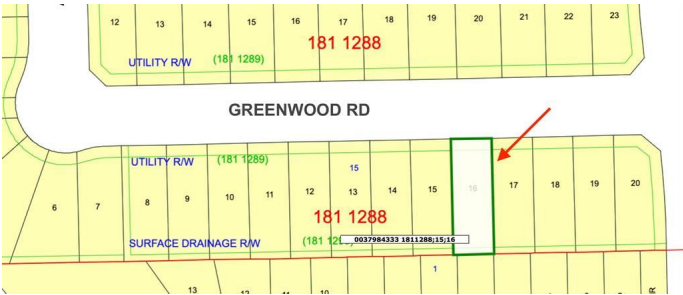 12 13 14 15 16 17 18 19 20 21 22 23
181 1288
UTILITY R/W (181 1289)
GREENWOOD RD
UTILITY R/W (181 1289)
15
6 7 8 9 10 11 12 13 14 15 16 17 18 19 20
181 1288
0037984333 1811288;15;16
SURFACE DRAINAGE R/W (181 12
1
13 12 11 10
R